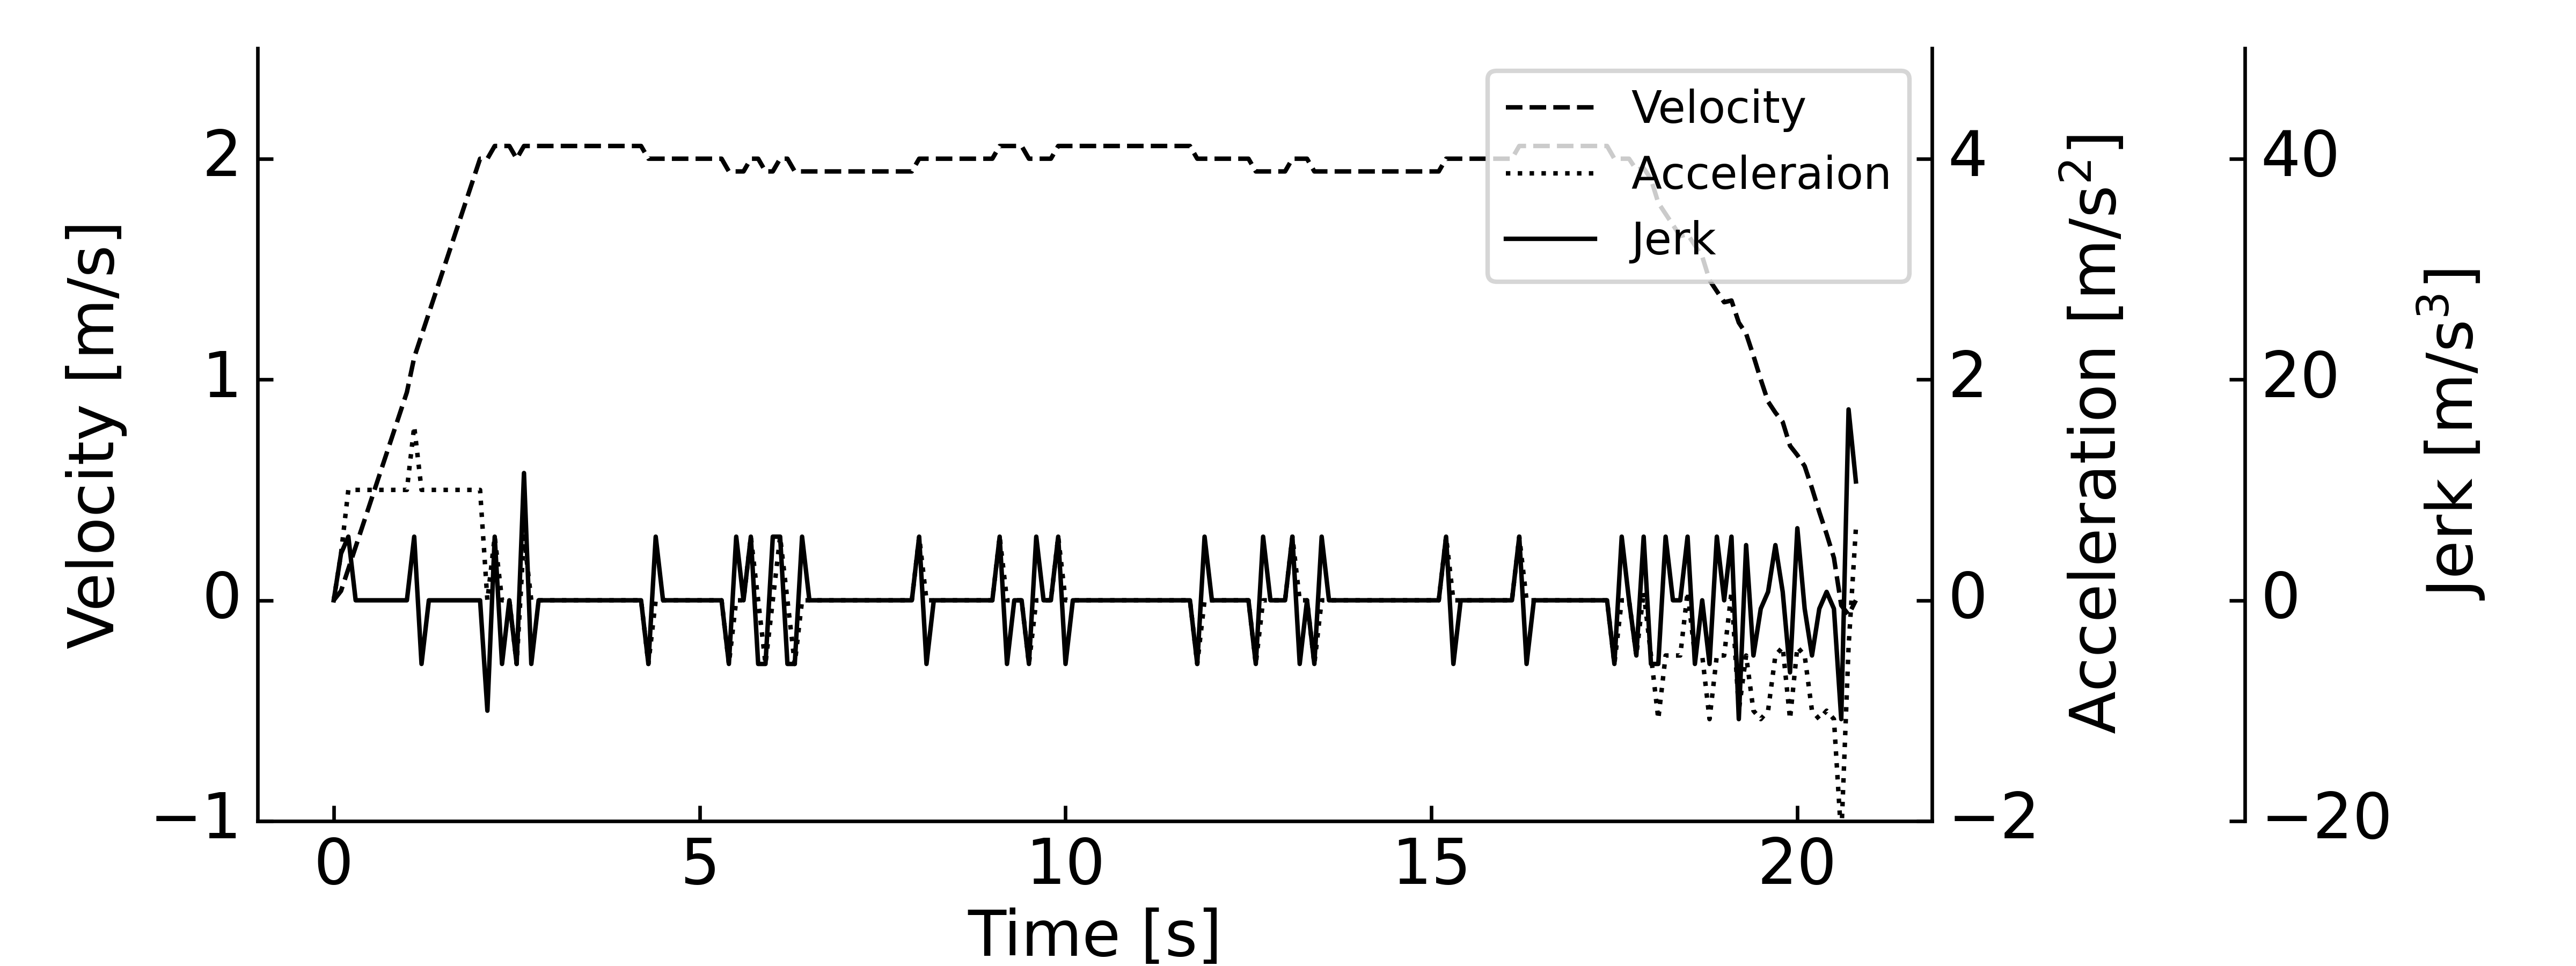 Velocity [m/s]
2
1
0
−1
0 5 10 15 20
Time [s]
Velocity
Acceleraion
Jerk
4
2
0
−2
Acceleration [m/s²]
40
20
0
−20
Jerk [m/s³]